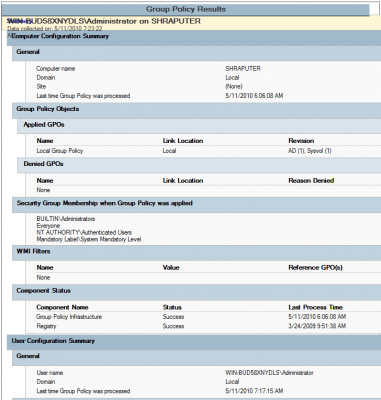 Group Policy Results
WIN-BUD58XNYDLS\Administrator on SHRAPUTER
Data collected on: 5/11/2010 7:23:22
Computer Configuration Summary
General
Computer name SHRAPUTER
Domain Local
Site (None)
Last time Group Policy was processed 5/11/2010 6:06:08 AM
Group Policy Objects
Applied GPOs
Name Link Location Revision
Local Group Policy Local AD (1), Sysvol (1)
Denied GPOs
Name Link Location Reason Denied
None
Security Group Membership when Group Policy was applied
BUILTIN\Administrators
Everyone
NT AUTHORITY\Authenticated Users
Mandatory Label\System Mandatory Level
WMI Filters
Name Value Reference GPO(s)
None
Component Status
Component Name Status Last Process Time
Group Policy Infrastructure Success 5/11/2010 6:06:08 AM
Registry Success 3/24/2009 9:51:38 AM
User Configuration Summary
General
User name WIN-BUD58XNYDLS\Administrator
Domain Local
Last time Group Policy was processed 5/11/2010 7:17:15 AM